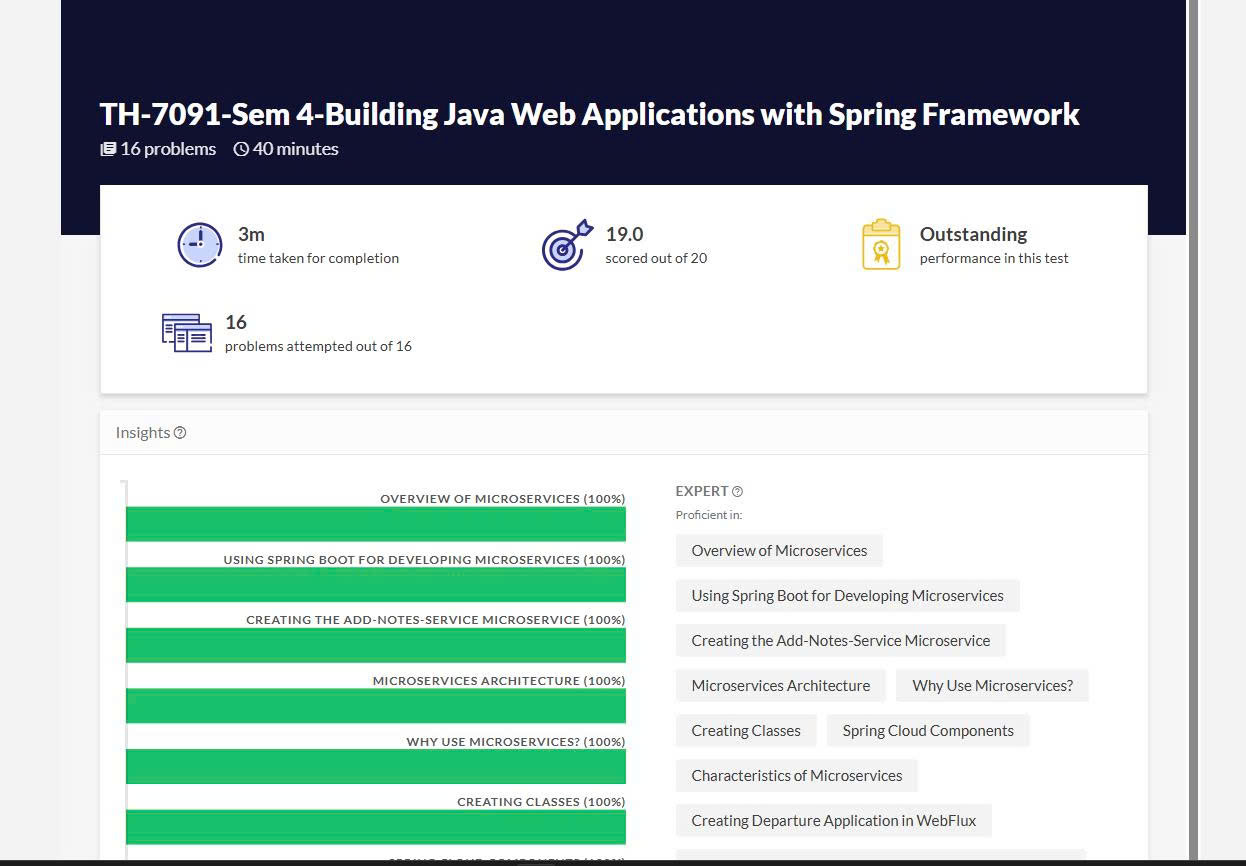 TH-7091-Sem 4-Building Java Web Applications with Spring Framework
16 problems 40 minutes
3m
time taken for completion
19.0
scored out of 20
Outstanding
performance in this test
16
problems attempted out of 16
Insights
OVERVIEW OF MICROSERVICES (100%)
USING SPRING BOOT FOR DEVELOPING MICROSERVICES (100%)
CREATING THE ADD-NOTES-SERVICE MICROSERVICE (100%)
MICROSERVICES ARCHITECTURE (100%)
WHY USE MICROSERVICES? (100%)
CREATING CLASSES (100%)
EXPERT
Proficient in:
Overview of Microservices
Using Spring Boot for Developing Microservices
Creating the Add-Notes-Service Microservice
Microservices Architecture Why Use Microservices?
Creating Classes Spring Cloud Components
Characteristics of Microservices
Creating Departure Application in WebFlux